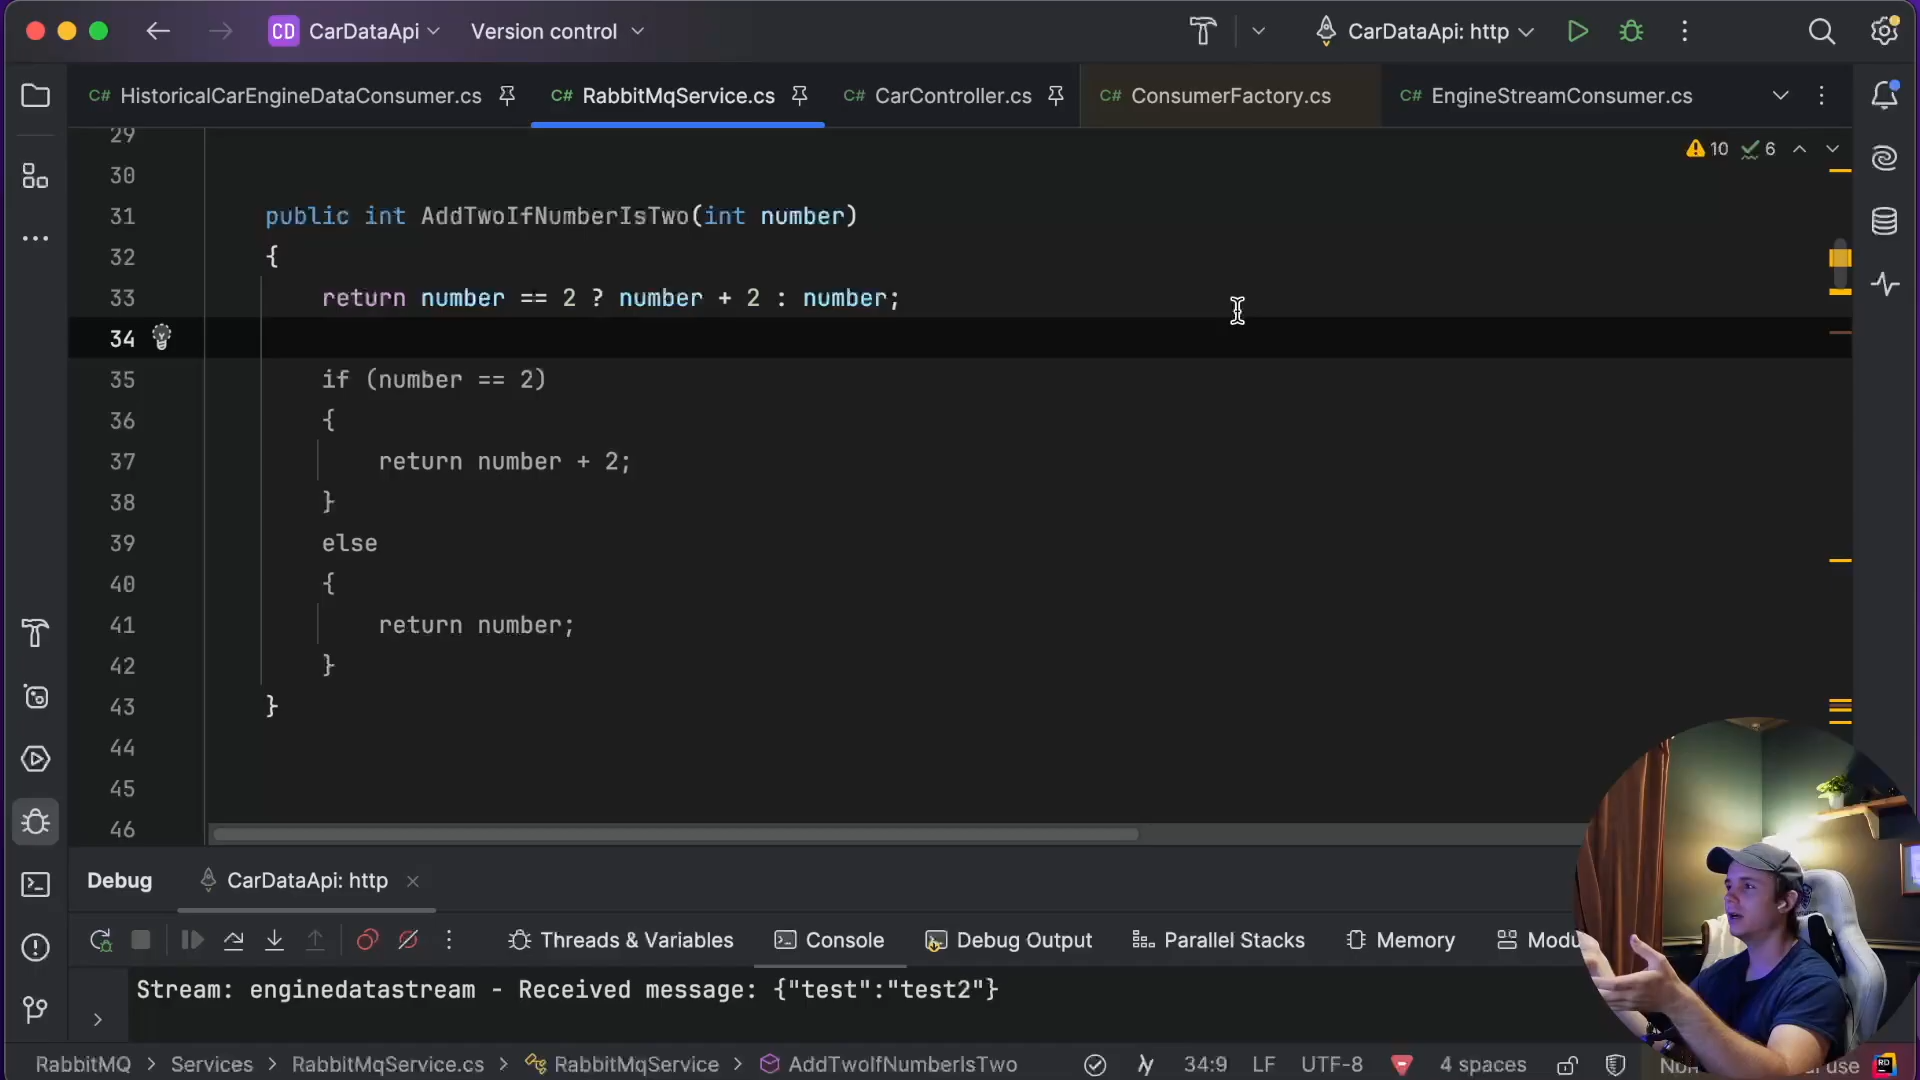 CD CarDataApi Version control CarDataApi: http
C# HistoricalCarEngineDataConsumer.cs C# RabbitMqService.cs C# CarController.cs C# ConsumerFactory.cs C# EngineStreamConsumer.cs
29
10 6
30
31 public int AddTwoIfNumberIsTwo(int number)
32 {
33 return number == 2 ? number + 2 : number;
34
35 if (number == 2)
36 {
37 return number + 2;
38 }
39 else
40 {
41 return number;
42 }
43 }
44
45
46
Debug CarDataApi: http
Threads & Variables Console Debug Output Parallel Stacks Memory
Stream: enginedatastream - Received message: {"test":"test2"}
RabbitMQ > Services > RabbitMqService.cs > RabbitMqService > AddTwoIfNumberIsTwo 34:9 LF UTF-8 4 spaces use RD